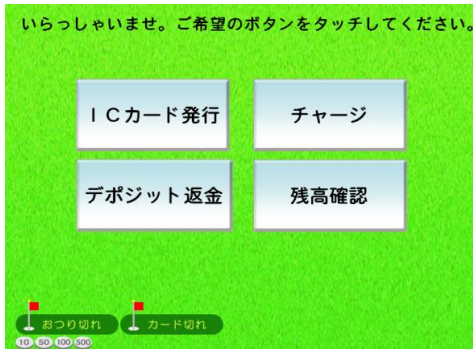 いらっしゃいませ。ご希望のボタンをタッチしてください。
ＩＣカード発行
チャージ
デポジット返金
残高確認
おつり切れ
カード切れ
10 50 100 500